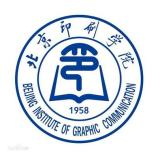 北京印刷学院
BEIJING INSTITUTE OF GRAPHIC COMMUNICATION
1958